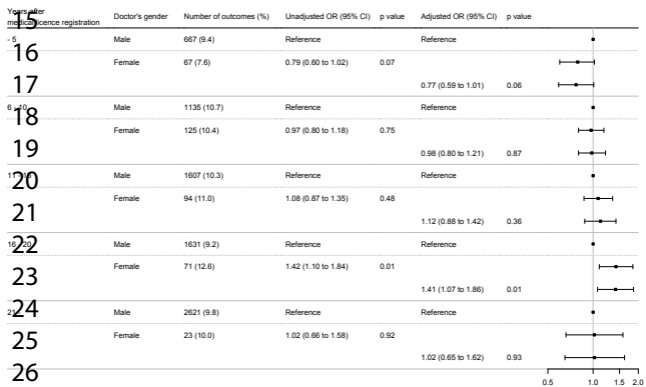 Years after
medical licence registration Doctor's gender Number of outcomes (%) Unadjusted OR (95% CI) p value Adjusted OR (95% CI) p value
15
- 5 Male 667 (9.4) Reference Reference
16
Female 67 (7.6) 0.79 (0.60 to 1.02) 0.07
17
0.77 (0.59 to 1.01) 0.06
6 - 10 Male 1135 (10.7) Reference Reference
18
Female 125 (10.4) 0.97 (0.80 to 1.18) 0.75
19
0.98 (0.80 to 1.21) 0.87
Male 1607 (10.3) Reference Reference
20
Female 94 (11.0) 1.08 (0.87 to 1.35) 0.48
21
1.12 (0.88 to 1.42) 0.36
16 - 20 Male 1631 (9.2) Reference Reference
22
Female 71 (12.6) 1.42 (1.10 to 1.84) 0.01
23
1.41 (1.07 to 1.86) 0.01
Male 2621 (9.8) Reference Reference
24
Female 23 (10.0) 1.02 (0.66 to 1.58) 0.92
25
1.02 (0.65 to 1.62) 0.93
26
0.5 1.0 1.5 2.0